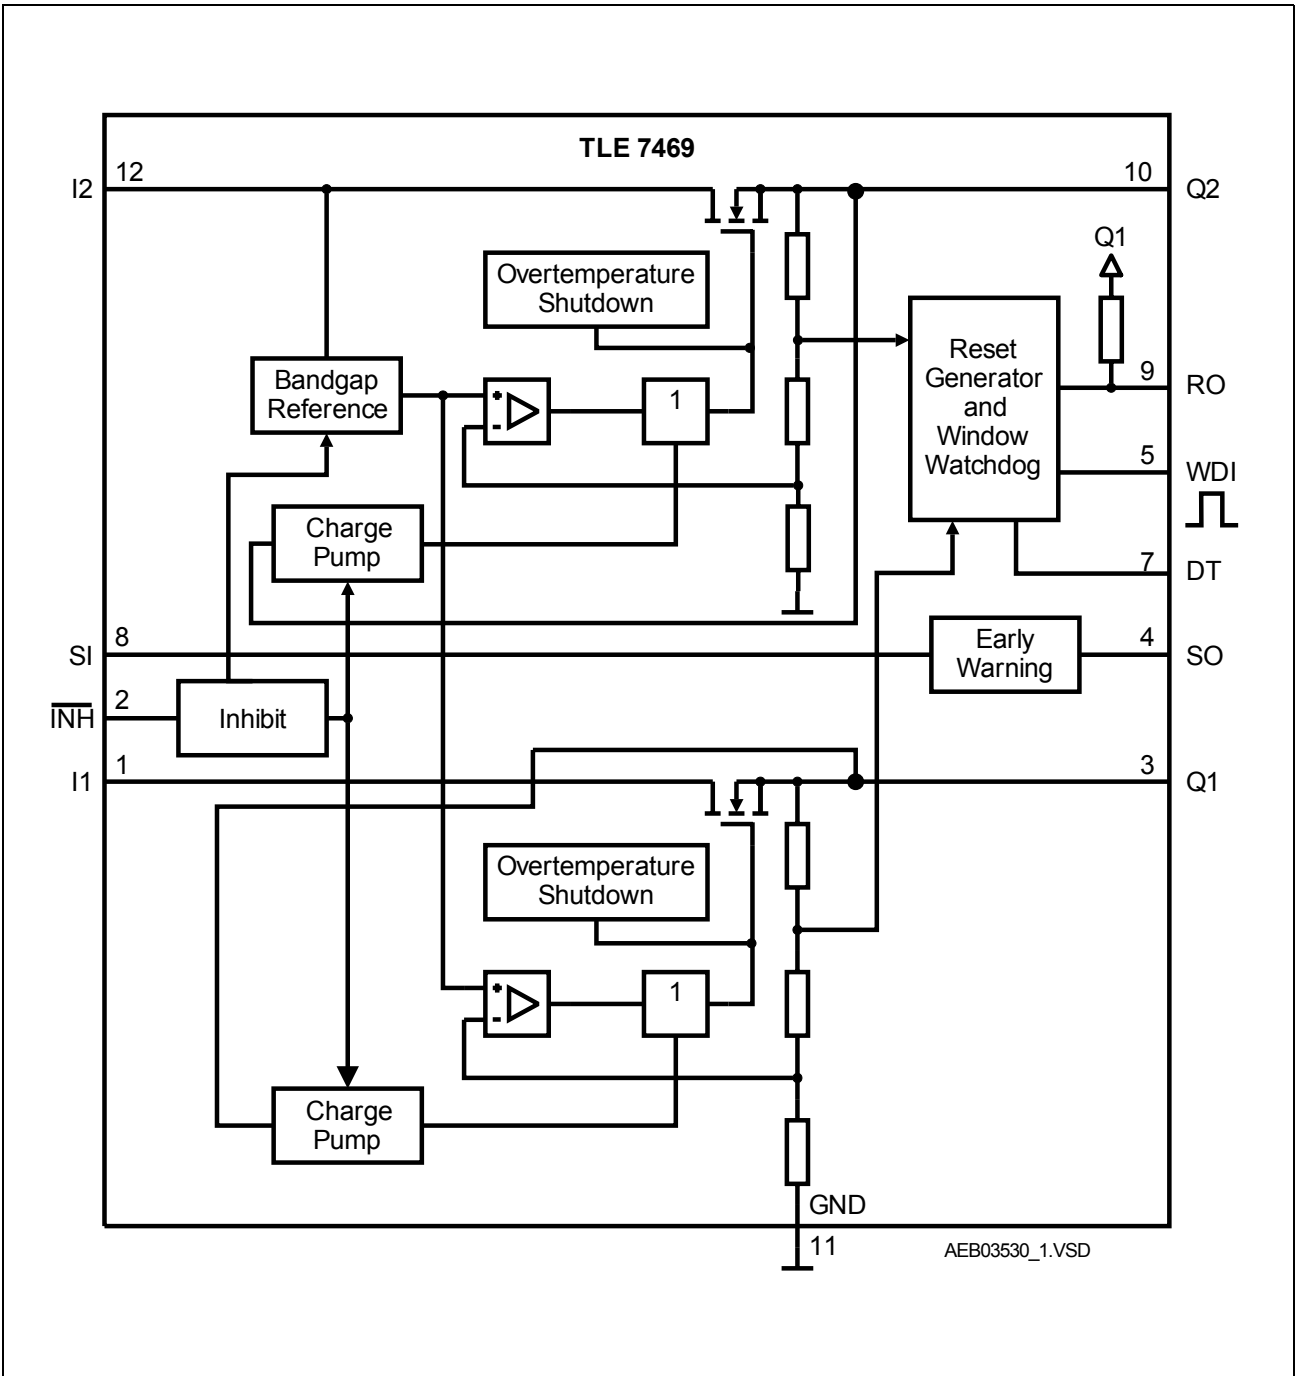 TLE 7469
I2
12
10
Q2
Q1
Overtemperature
Shutdown
Reset
Generator
and
Window
Watchdog
Bandgap
Reference
+
-
1
9
RO
5
WDI
Charge
Pump
7
DT
SI
8
Early
Warning
4
SO
INH
2
Inhibit
I1
1
3
Q1
Overtemperature
Shutdown
+
-
1
Charge
Pump
GND
11
AEB03530_1.VSD